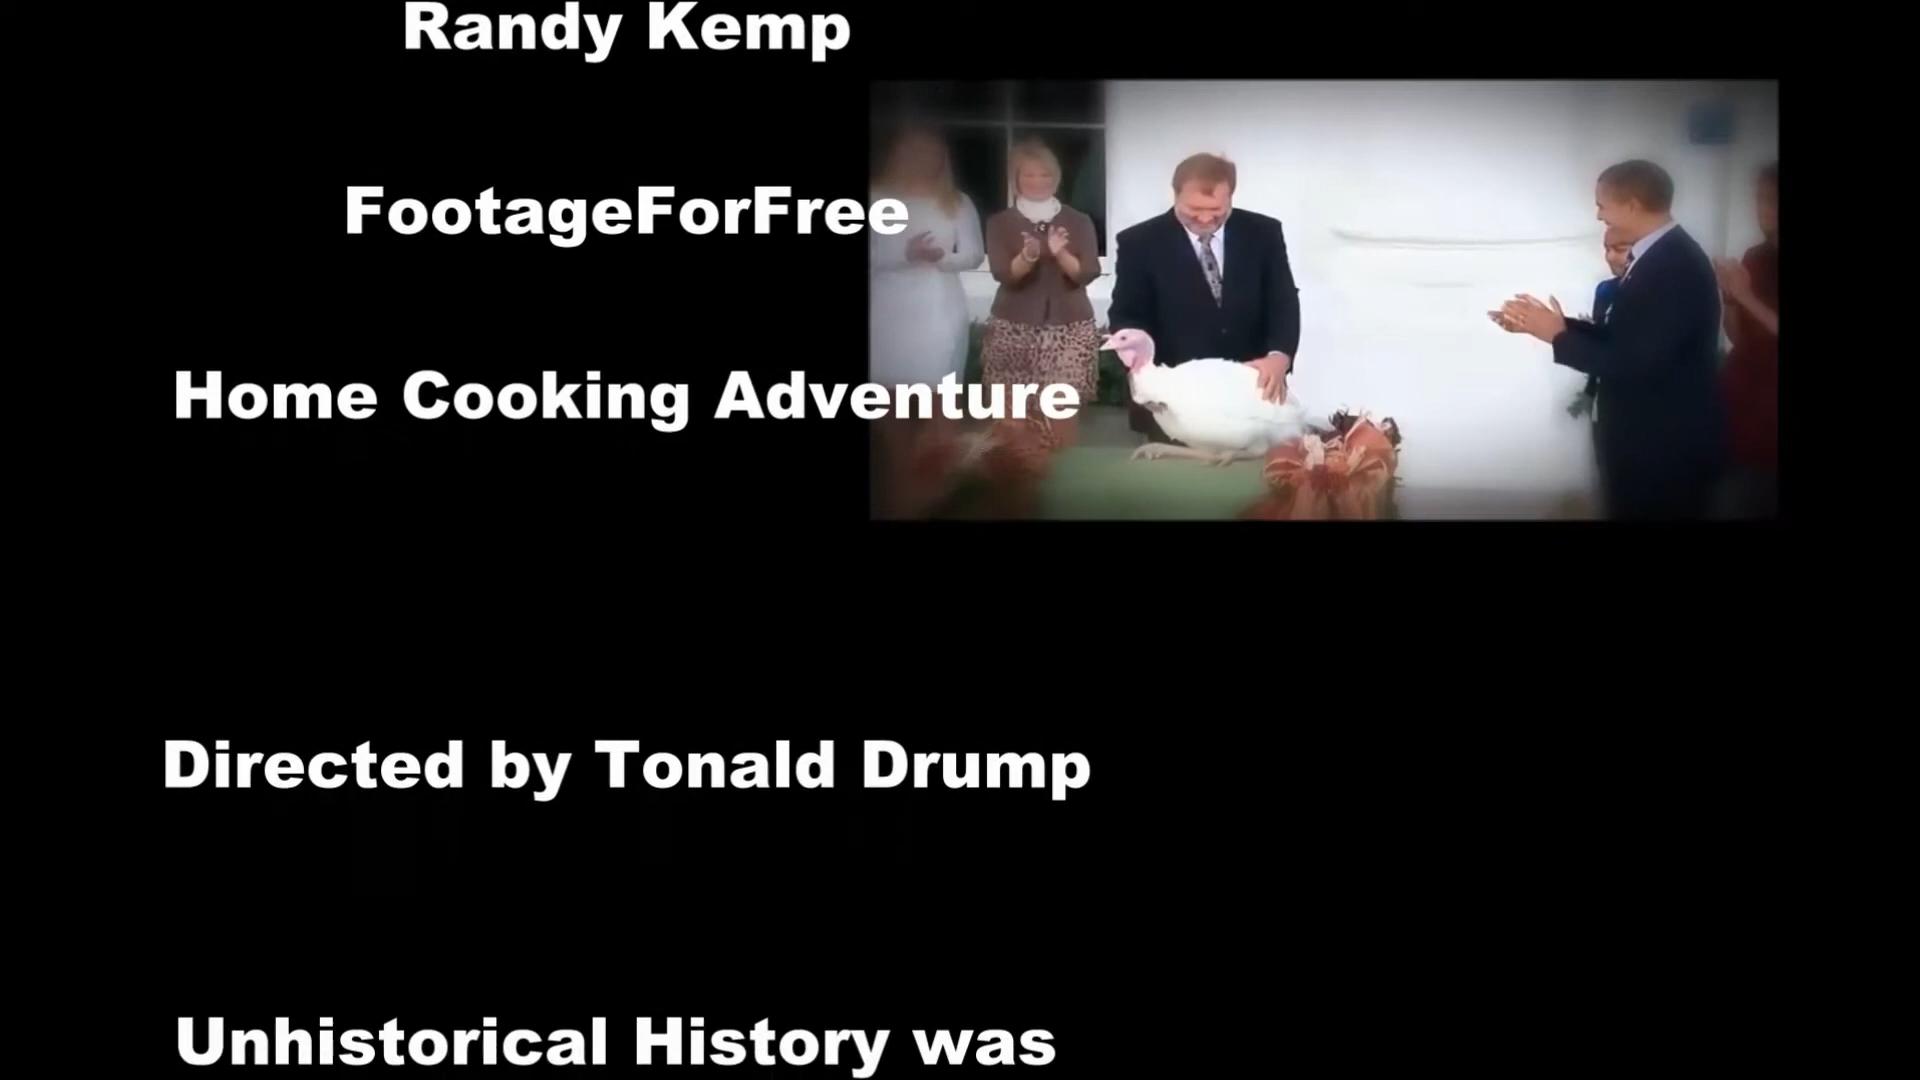 Randy Kemp
FootageForFree
Home Cooking Adventure
Directed by Tonald Drump
Unhistorical History was